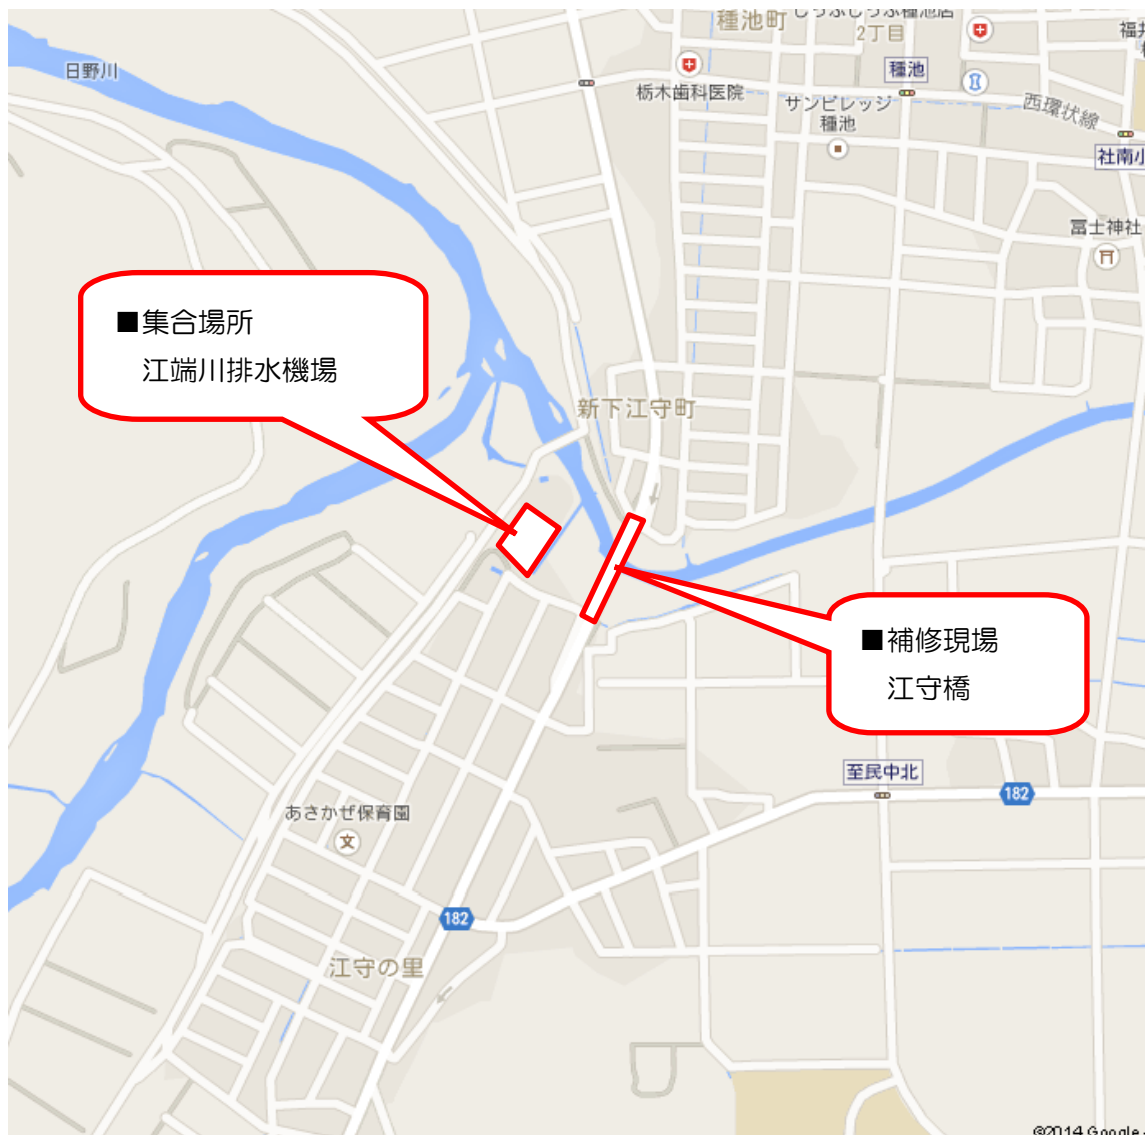 種池町
2丁目
日野川
栃木歯科医院
種池
サンビレッジ
種池
西環状線
社南小
冨士神社
■集合場所
江端川排水機場
新下江守町
■補修現場
江守橋
至民中北
182
あさかぜ保育園
182
江守の里
©2014 Google